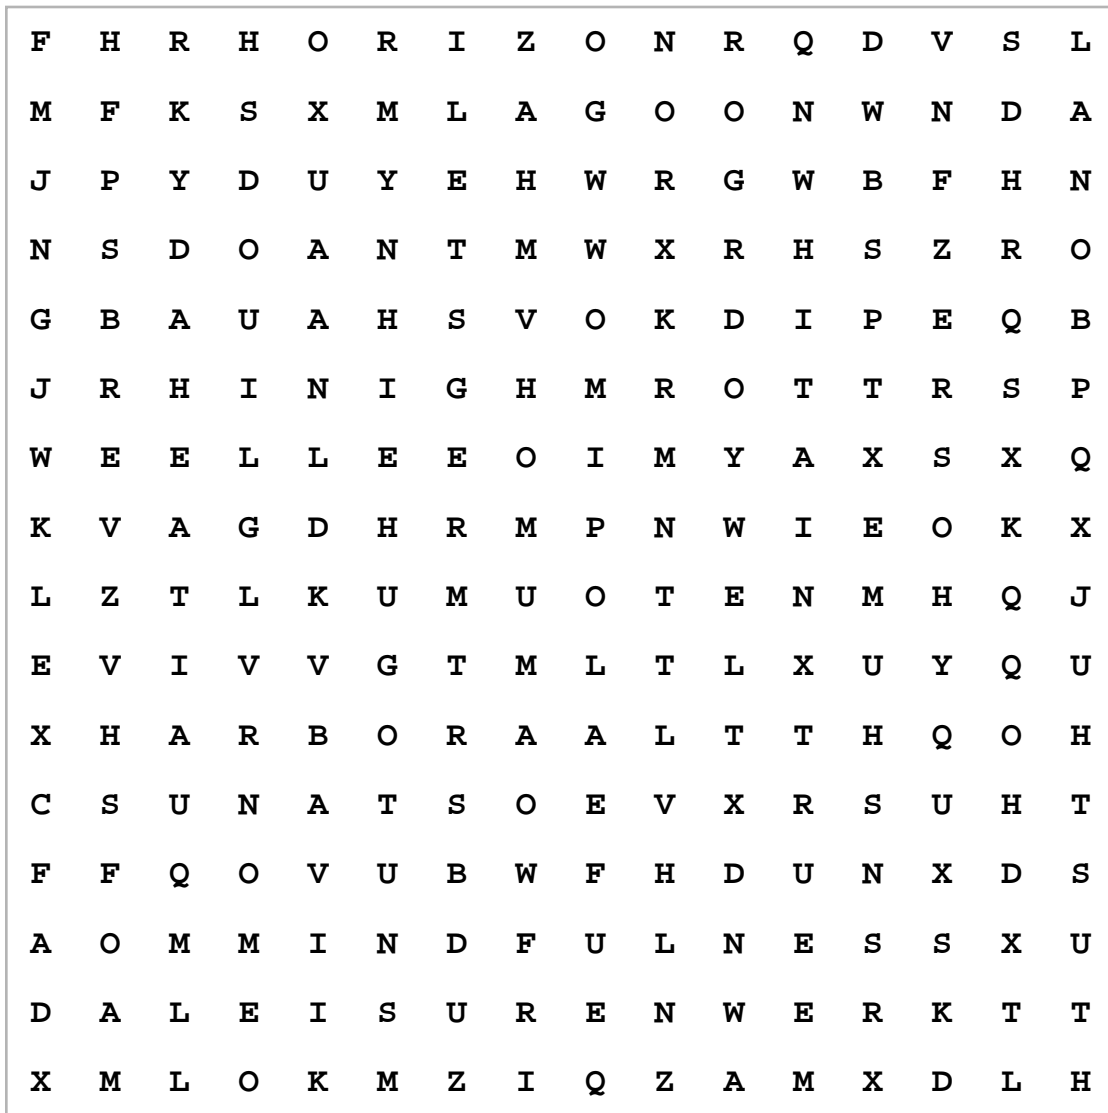 F H R H O R I Z O N R Q D V S L
M F K S X M L A G O O N W N D A
J P Y D U Y E H W R G W B F H N
N S D O A N T M W X R H S Z R O
G B A U A H S V O K D I P E Q B
J R H I N I G H M R O T T R S P
W E E L L E E O I M Y A X S X Q
K V A G D H R M P N W I E O K X
L Z T L K U M U O T E N M H Q J
E V I V V G T M L T L X U Y Q U
X H A R B O R A A L T T H Q O H
C S U N A T S O E V X R S U H T
F F Q O V U B W F H D U N X D S
A O M M I N D F U L N E S S X U
D A L E I S U R E N W E R K T T
X M L O K M Z I Q Z A M X D L H